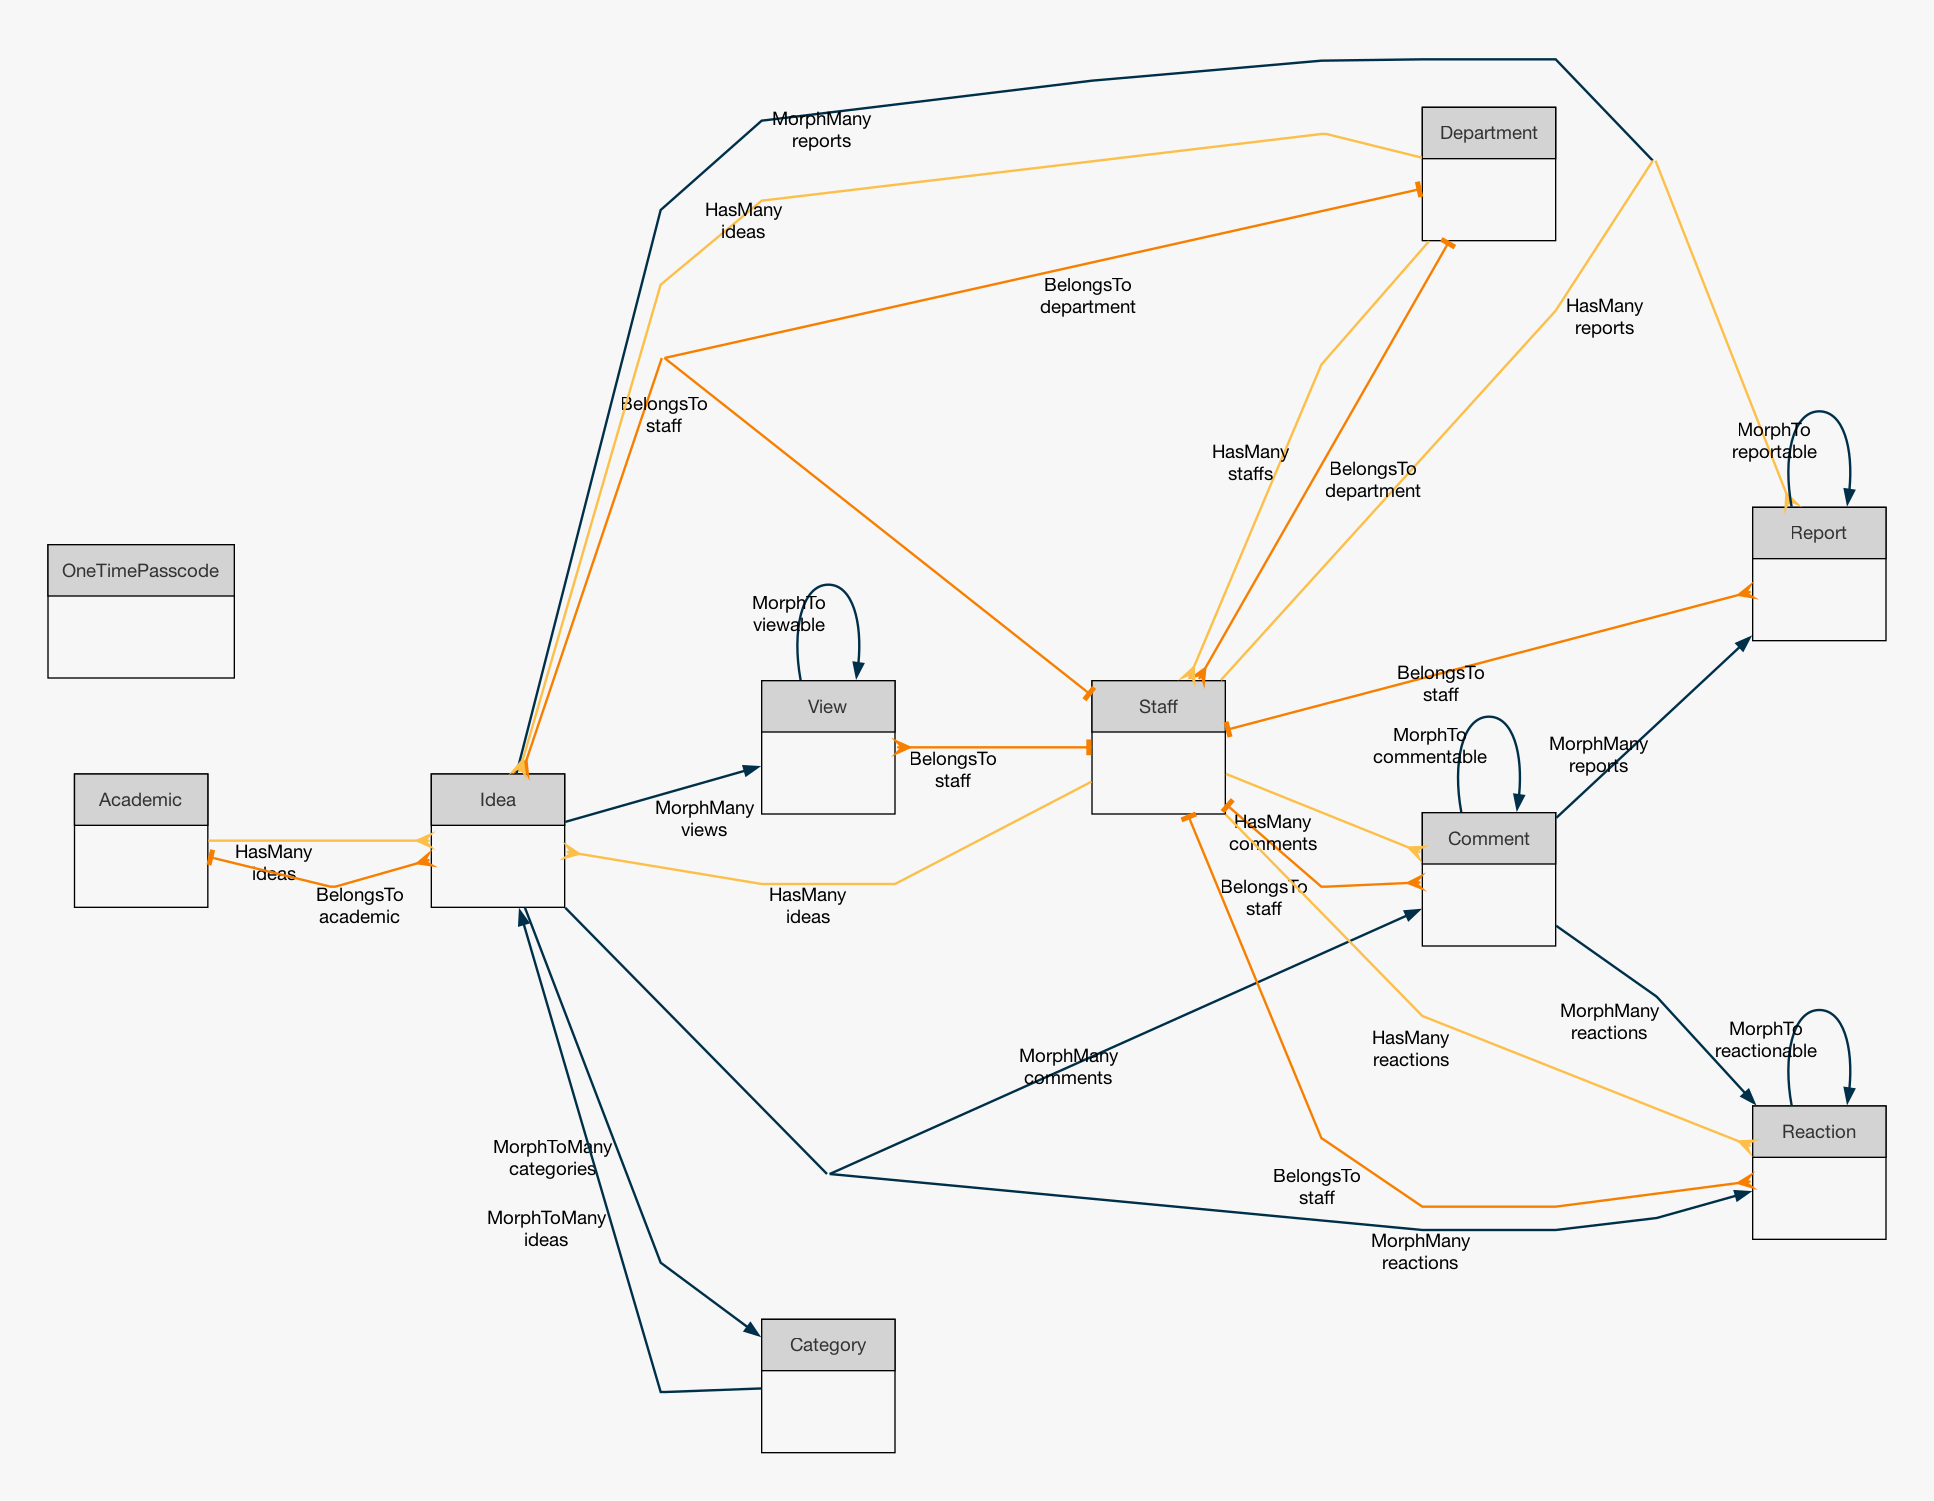 MorphMany
reports
Department
HasMany
ideas
BelongsTo
department
HasMany
reports
BelongsTo
staff
MorphTo
reportable
HasMany
staffs
BelongsTo
department
Report
OneTimePasscode
MorphTo
viewable
BelongsTo
staff
View
Staff
MorphTo
commentable
MorphMany
reports
BelongsTo
staff
Academic
Idea
MorphMany
views
HasMany
comments
Comment
HasMany
ideas
BelongsTo
academic
HasMany
ideas
BelongsTo
staff
MorphMany
reactions
MorphTo
reactionable
HasMany
reactions
MorphMany
comments
Reaction
MorphToMany
categories
BelongsTo
staff
MorphToMany
ideas
MorphMany
reactions
Category